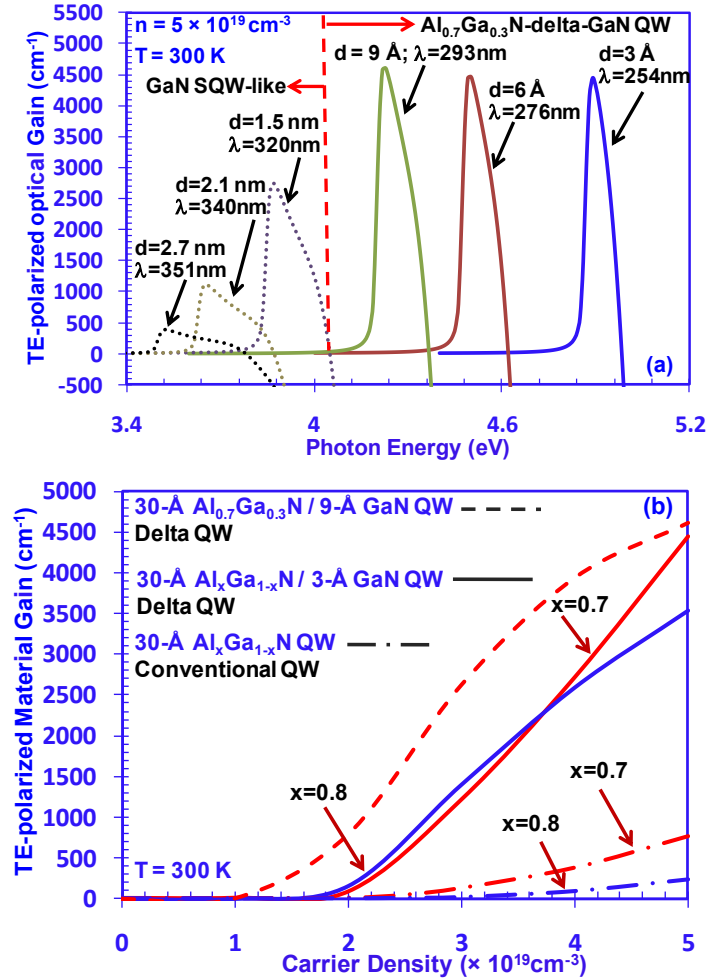 5500
5000
4500
4000
3500
3000
2500
2000
1500
1000
500
0
-500
TE-polarized optical Gain (cm⁻¹)
n = 5 × 10¹⁹cm⁻³
T = 300 K
GaN SQW-like
Al₀.₇Ga₀.₃N-delta-GaN QW
d= 9 Å; λ=293nm
d=3 Å
λ=254nm
d=6 Å
λ=276nm
d=1.5 nm
λ=320nm
d=2.1 nm
λ=340nm
d=2.7 nm
λ=351nm
(a)
3.4 4 4.6 5.2
Photon Energy (eV)
5000
4500
4000
3500
3000
2500
2000
1500
1000
500
0
TE-polarized Material Gain (cm⁻¹)
(b)
30-Å Al₀.₇Ga₀.₃N / 9-Å GaN QW
Delta QW
30-Å AlₓGa₁₋ₓN / 3-Å GaN QW
Delta QW
30-Å AlₓGa₁₋ₓN QW
Conventional QW
x=0.7
x=0.8
x=0.7
x=0.8
T = 300 K
0 1 2 3 4 5
Carrier Density (× 10¹⁹cm⁻³)